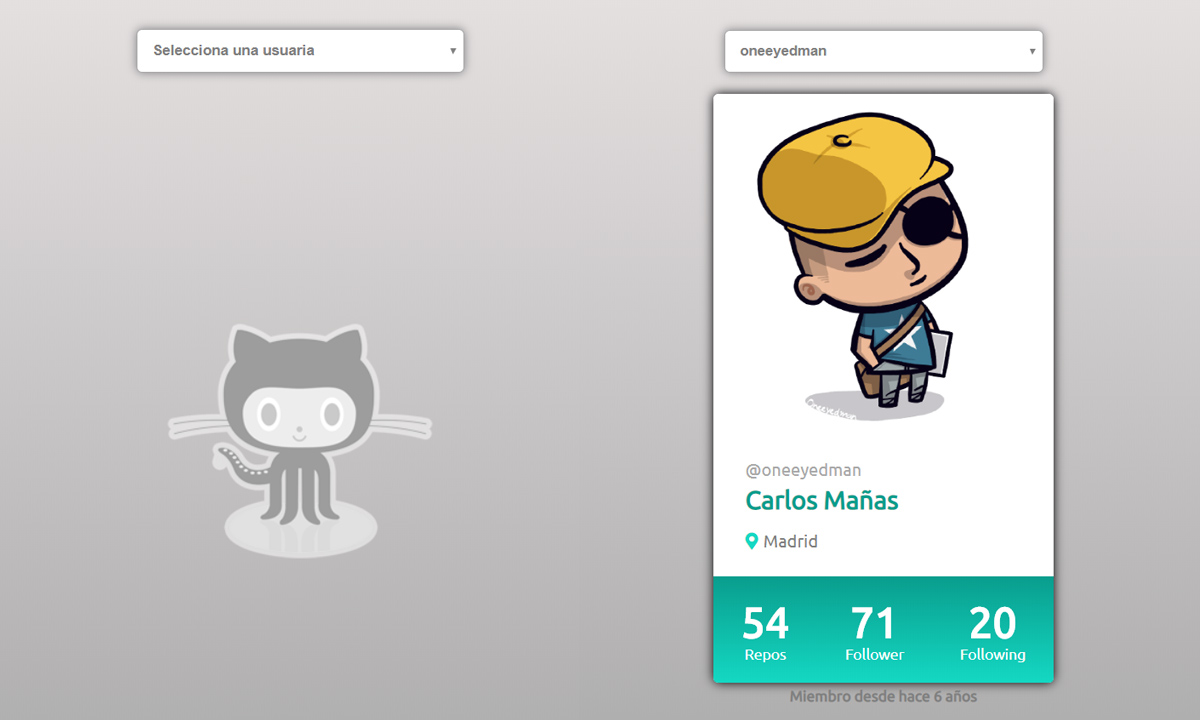 Selecciona una usuaria
oneeyedman
Oneeyedman
@oneeyedman
Carlos Mañas
Madrid
54 71 20
Repos Follower Following
Miembro desde hace 6 años